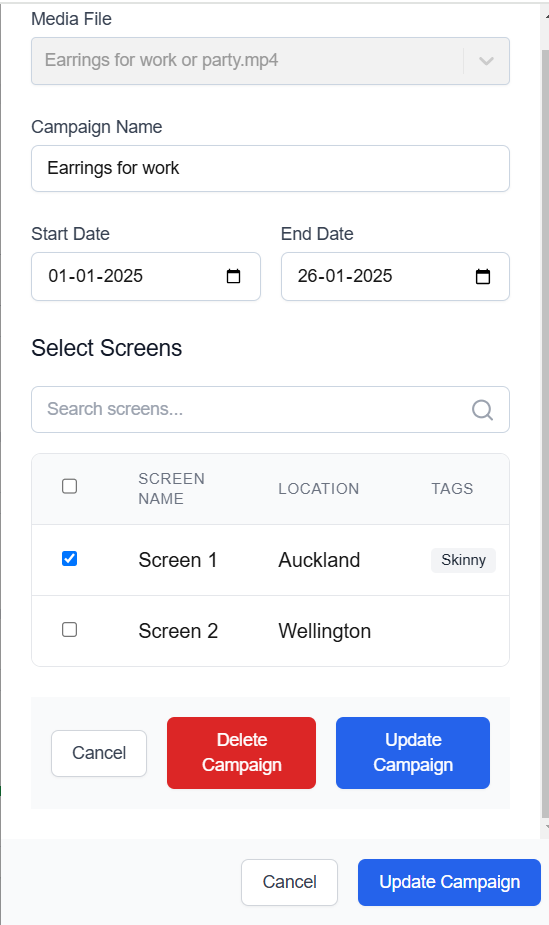 Media File
Earrings for work or party.mp4
Campaign Name
Earrings for work
Start Date End Date
01-01-2025 26-01-2025
Select Screens
Search screens...
SCREEN NAME LOCATION TAGS
Screen 1 Auckland Skinny
Screen 2 Wellington
Cancel Delete Campaign Update Campaign
Cancel Update Campaign